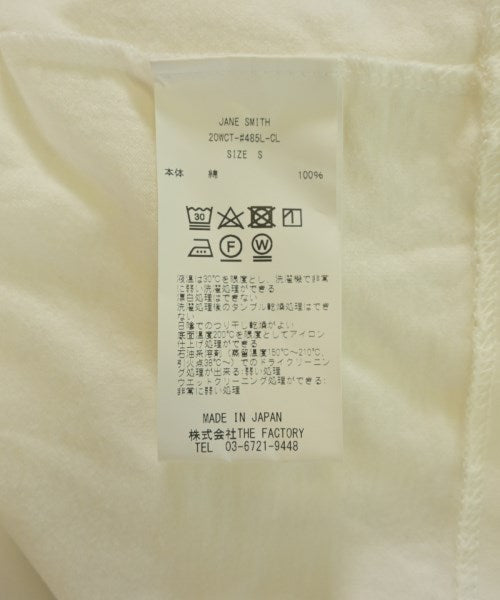 JANE SMITH
20WCT-#485L-CL
SIZE S
本体 綿 100%
30
F W
液温は30℃を限度とし、洗濯機で非常
に弱い洗濯処理ができる
漂白処理はできない
洗濯処理後のタンブル乾燥処理はでき
ない
日陰でのつり干し乾燥がよい
底面温度200℃を限度としてアイロン
仕上げ処理ができる
石油系溶剤(蒸留温度150℃~210℃、
引火点38℃~)でのドライクリーニン
グ処理が出来る:弱い処理
ウエットクリーニング処理ができる:
非常に弱い処理
MADE IN JAPAN
株式会社THE FACTORY
TEL 03-6721-9448